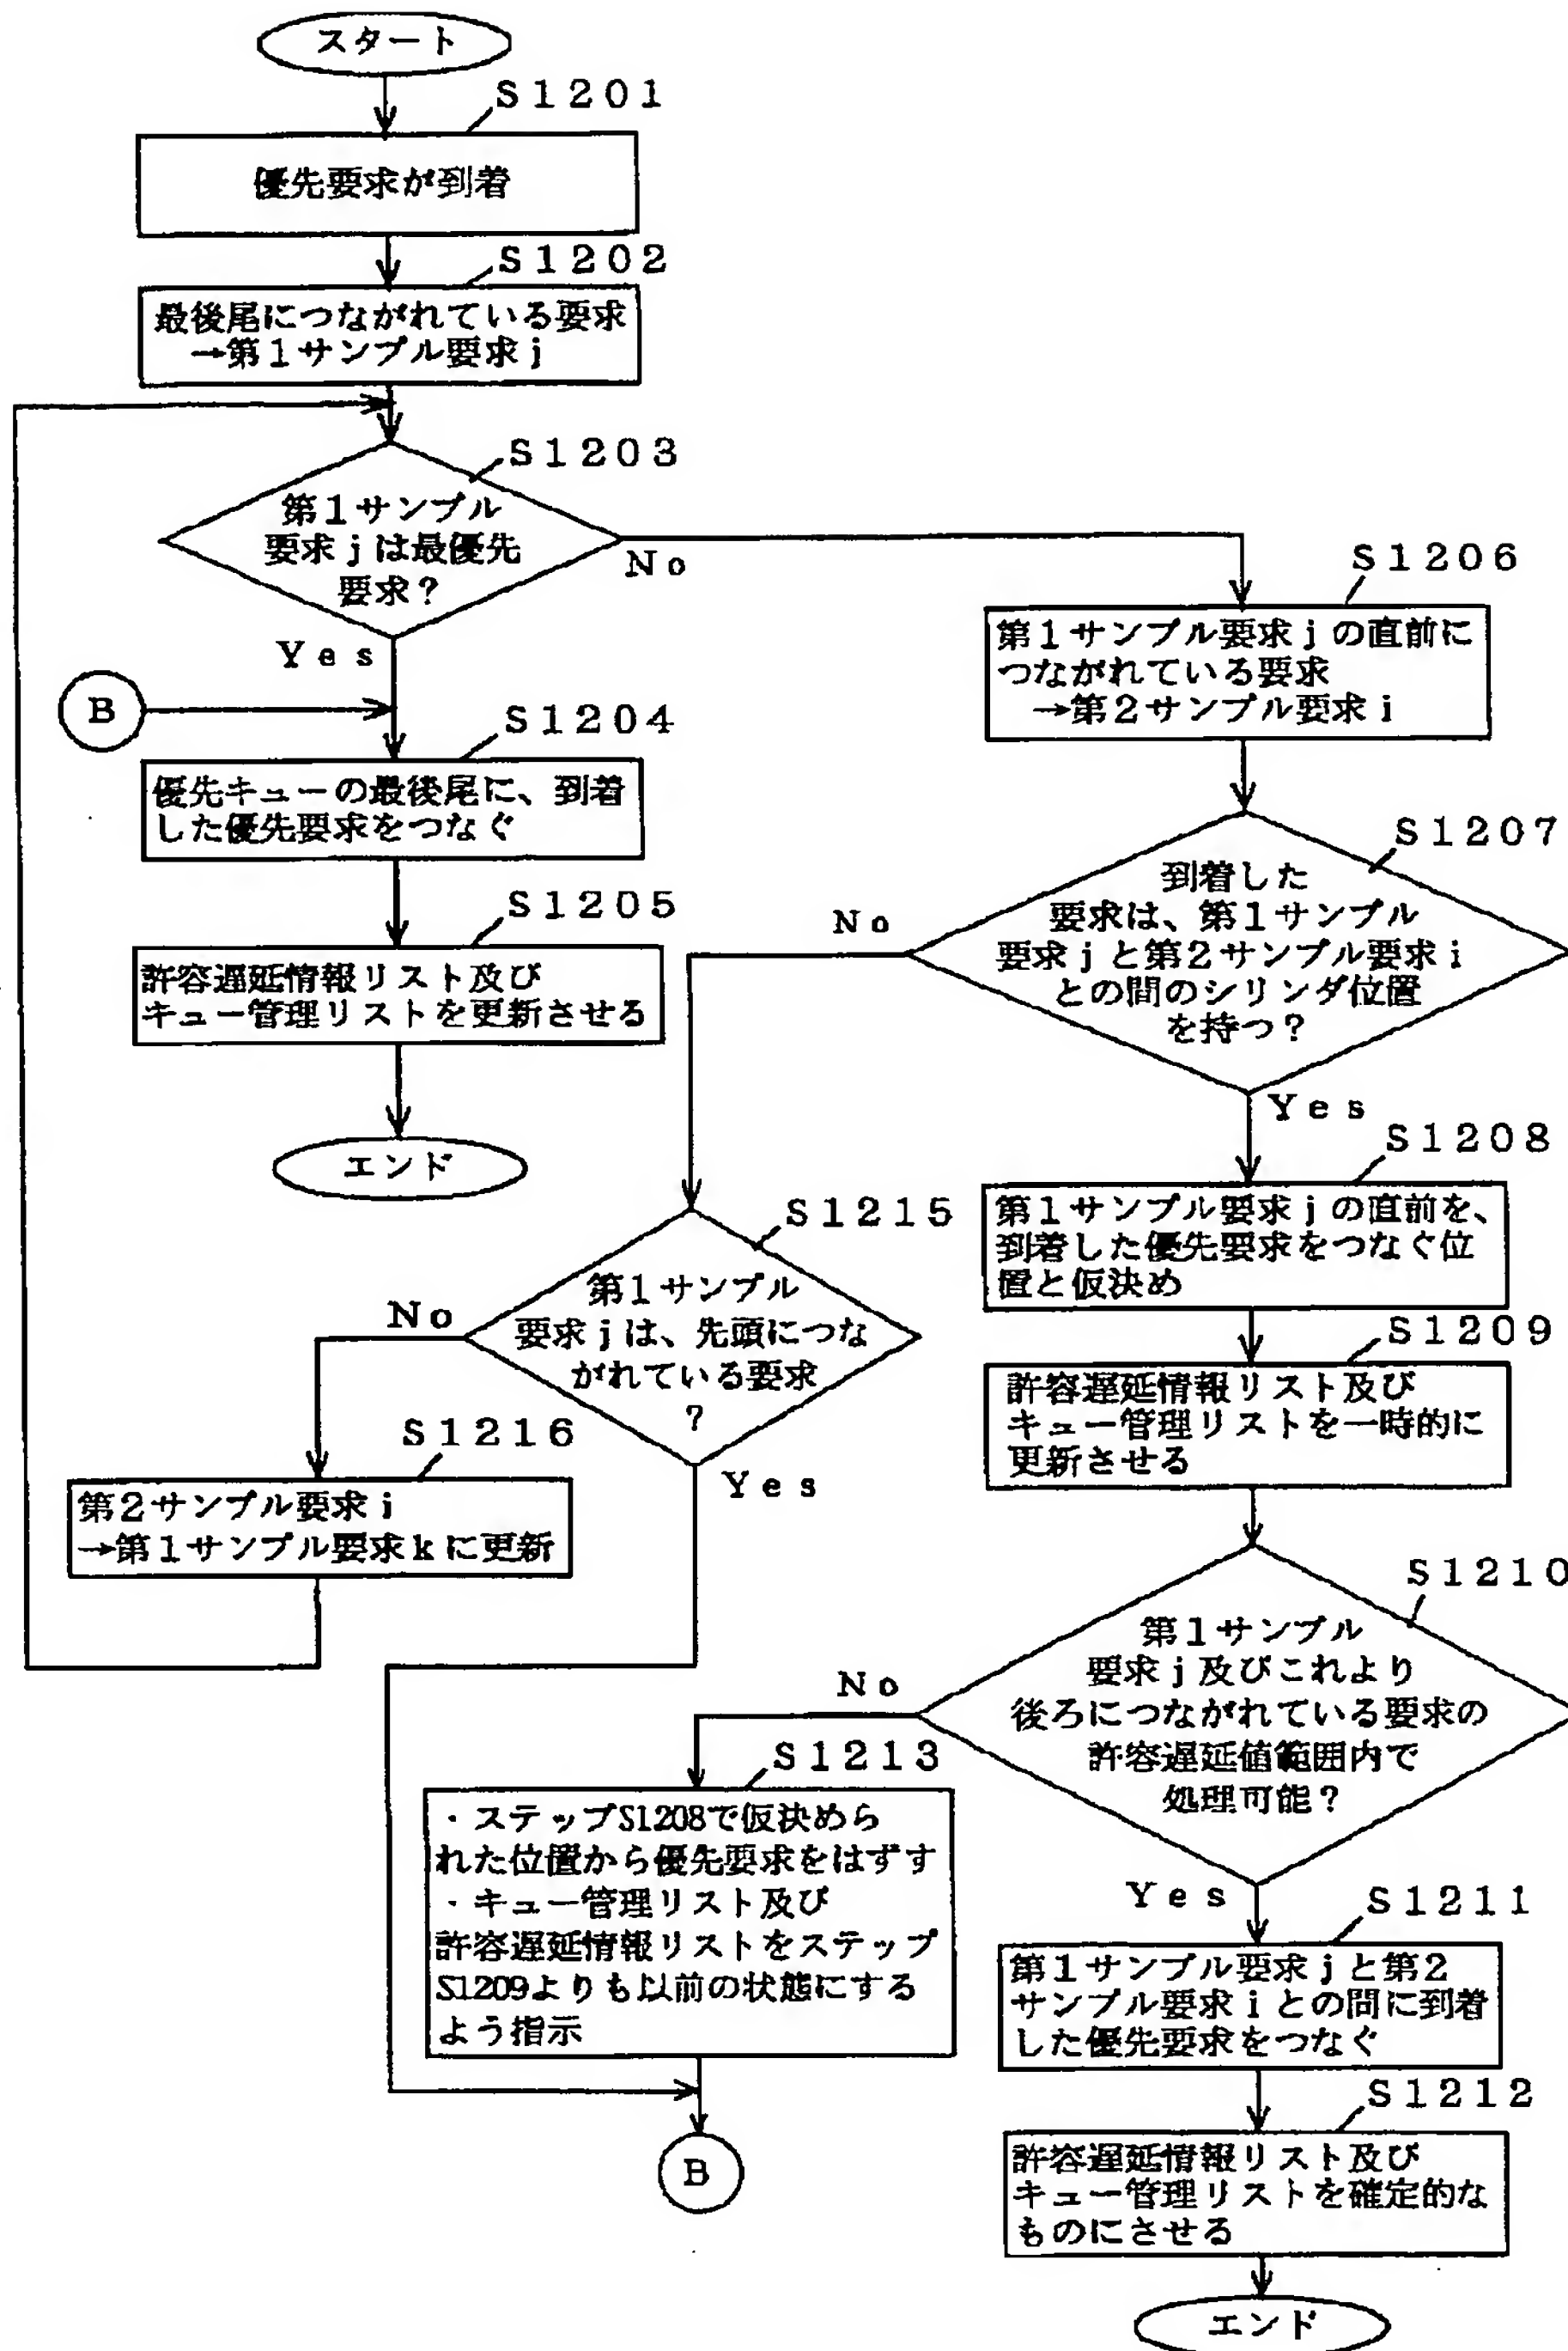 スタート
S1201
優先要求が到着
S1202
最後尾につながれている要求
→第1サンプル要求j
S1203
第1サンプル
要求jは最優先
要求?
No
Yes
B
S1204
優先キューの最後尾に、到着
した優先要求をつなぐ
S1205
許容遅延情報リスト及び
キュー管理リストを更新させる
エンド
S1206
第1サンプル要求jの直前に
つながれている要求
→第2サンプル要求i
S1207
到着した
要求は、第1サンプル
要求jと第2サンプル要求i
との間のシリンダ位置
を持つ?
No
Yes
S1208
第1サンプル要求jの直前を、
到着した優先要求をつなぐ位
置と仮決め
S1209
許容遅延情報リスト及び
キュー管理リストを一時的に
更新させる
S1210
第1サンプル
要求j及びこれより
後ろにつながれている要求の
許容遅延値範囲内で
処理可能?
No
Yes
S1211
第1サンプル要求jと第2
サンプル要求iとの間に到着
した優先要求をつなぐ
S1212
許容遅延情報リスト及び
キュー管理リストを確定的な
ものにさせる
エンド
S1215
第1サンプル
要求jは、先頭につな
がれている要求
?
No
Yes
S1216
第2サンプル要求i
→第1サンプル要求kに更新
S1213
・ステップS1208で仮決めら
れた位置から優先要求をはずす
・キュー管理リスト及び
許容遅延情報リストをステップ
S1209よりも以前の状態にする
よう指示
B